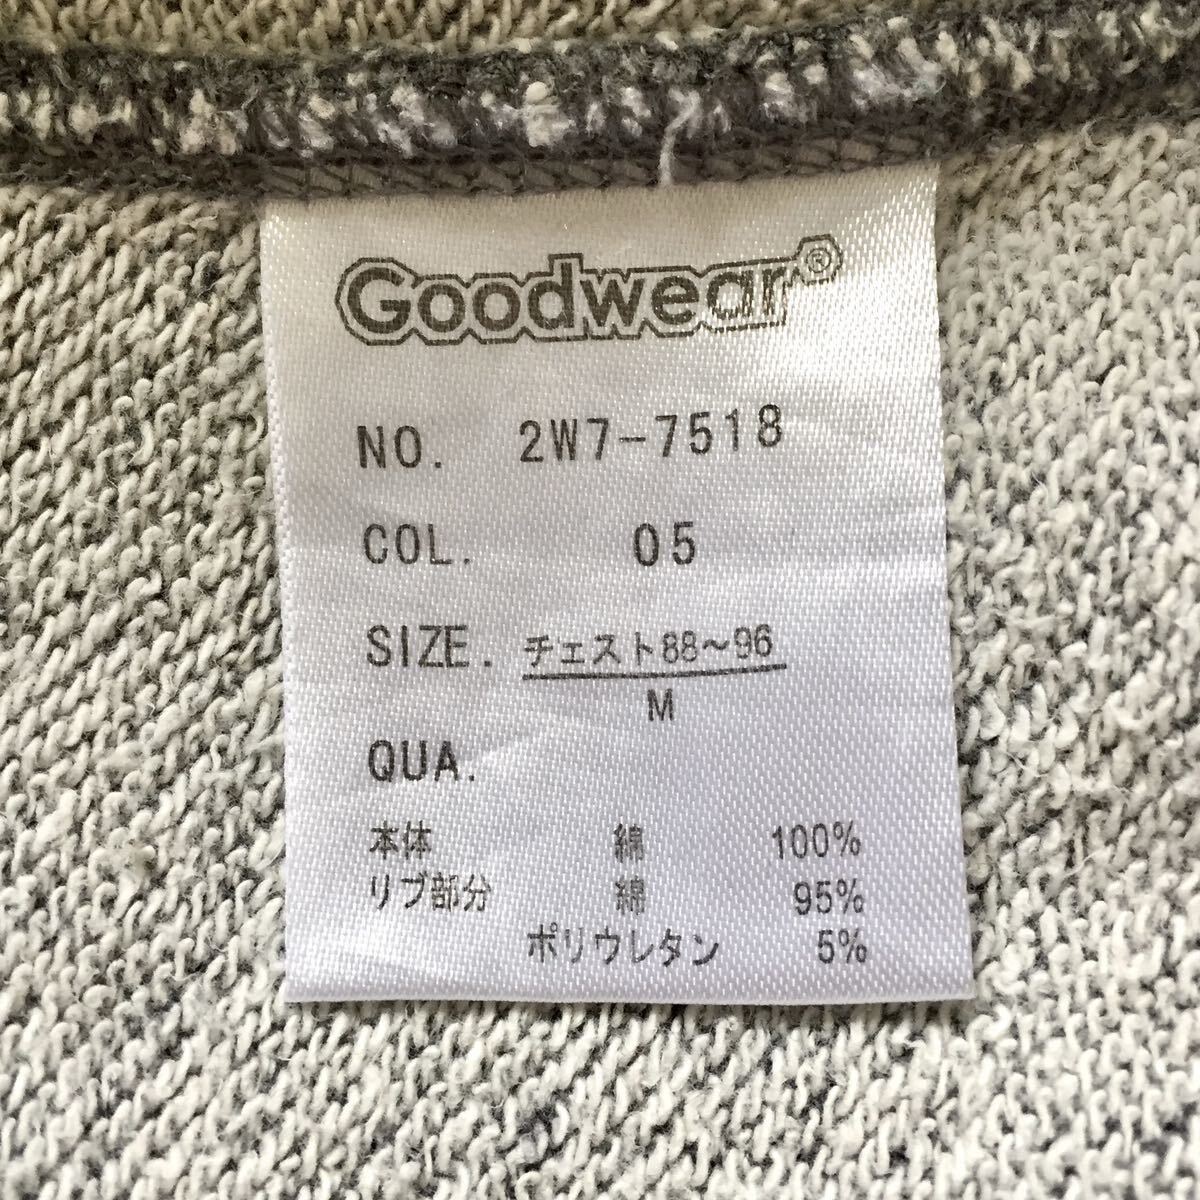 Goodwear®
NO. 2W7-7518
COL. 05
SIZE. チェスト88~96
M
QUA.
本体 綿 100%
リブ部分 綿 95%
ポリウレタン 5%